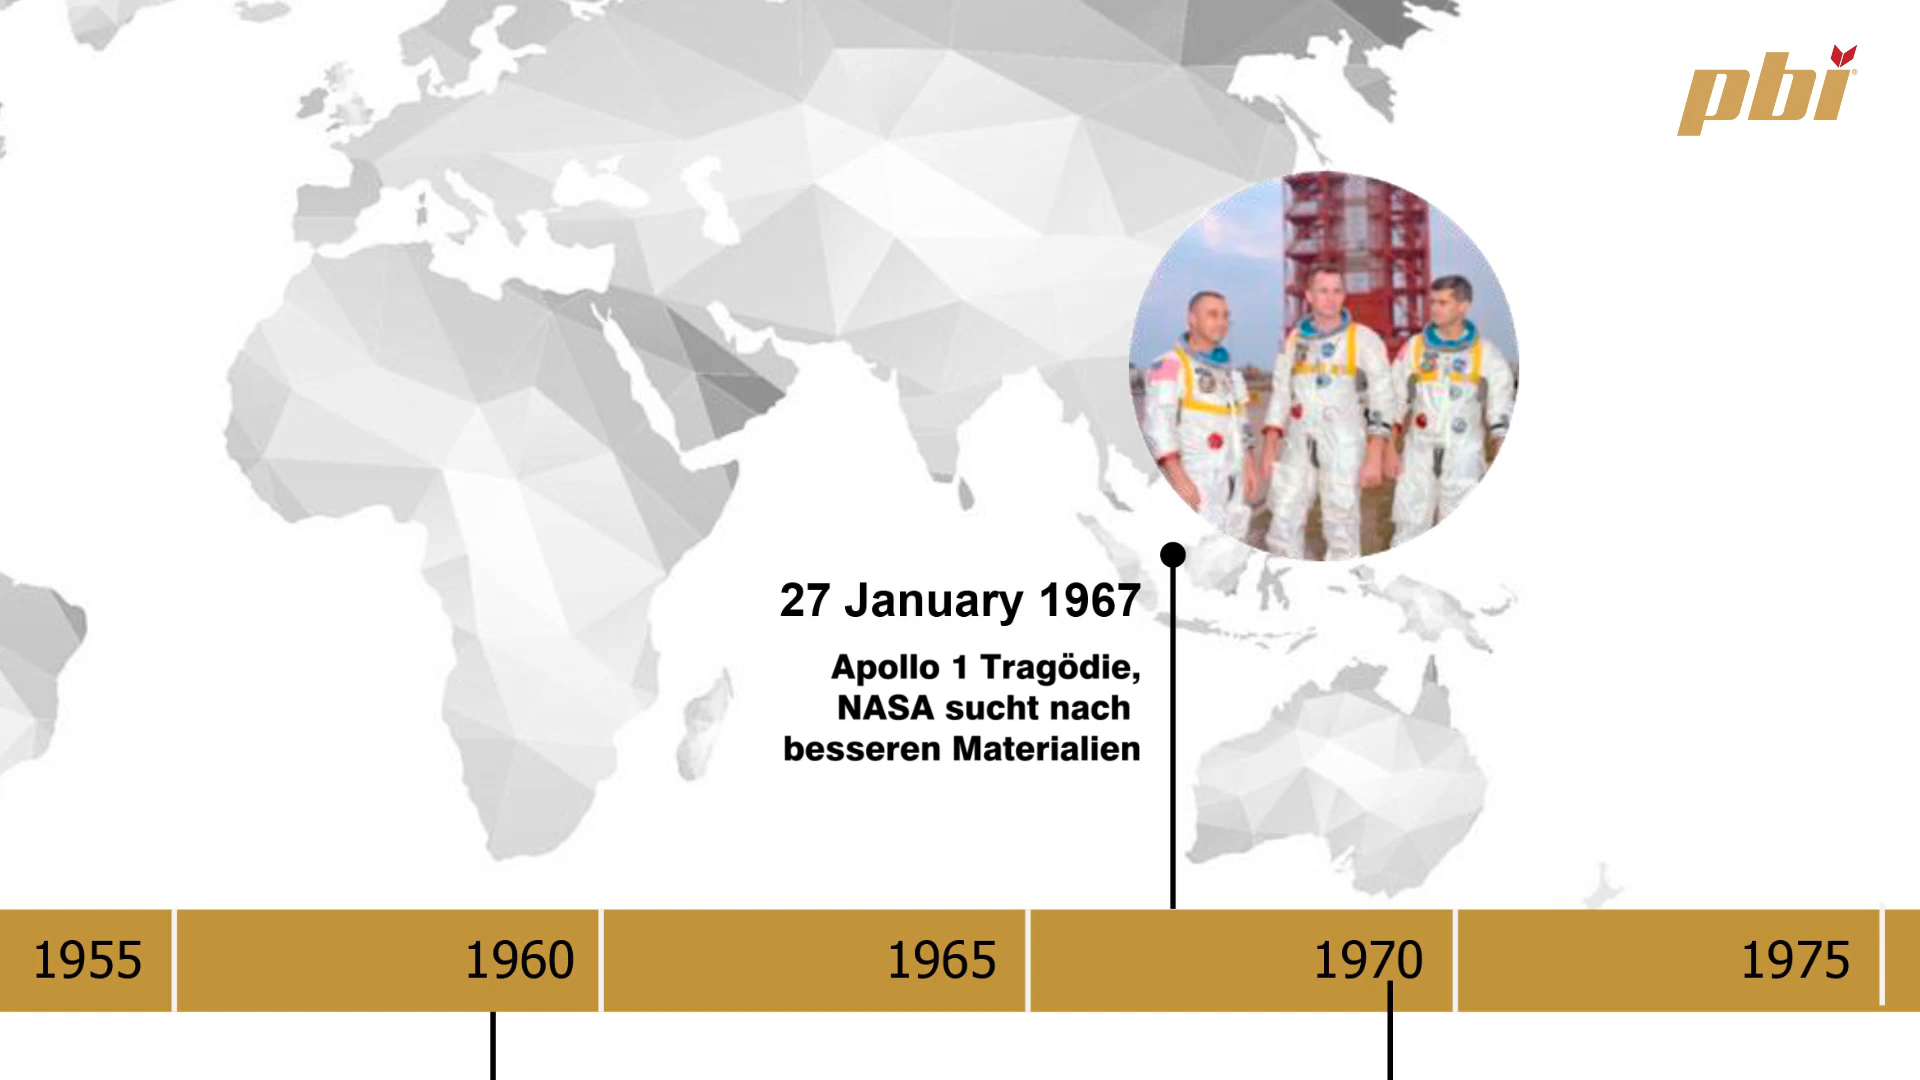 pbi
27 January 1967
Apollo 1 Tragödie,
NASA sucht nach
besseren Materialien
1955
1960
1965
1970
1975